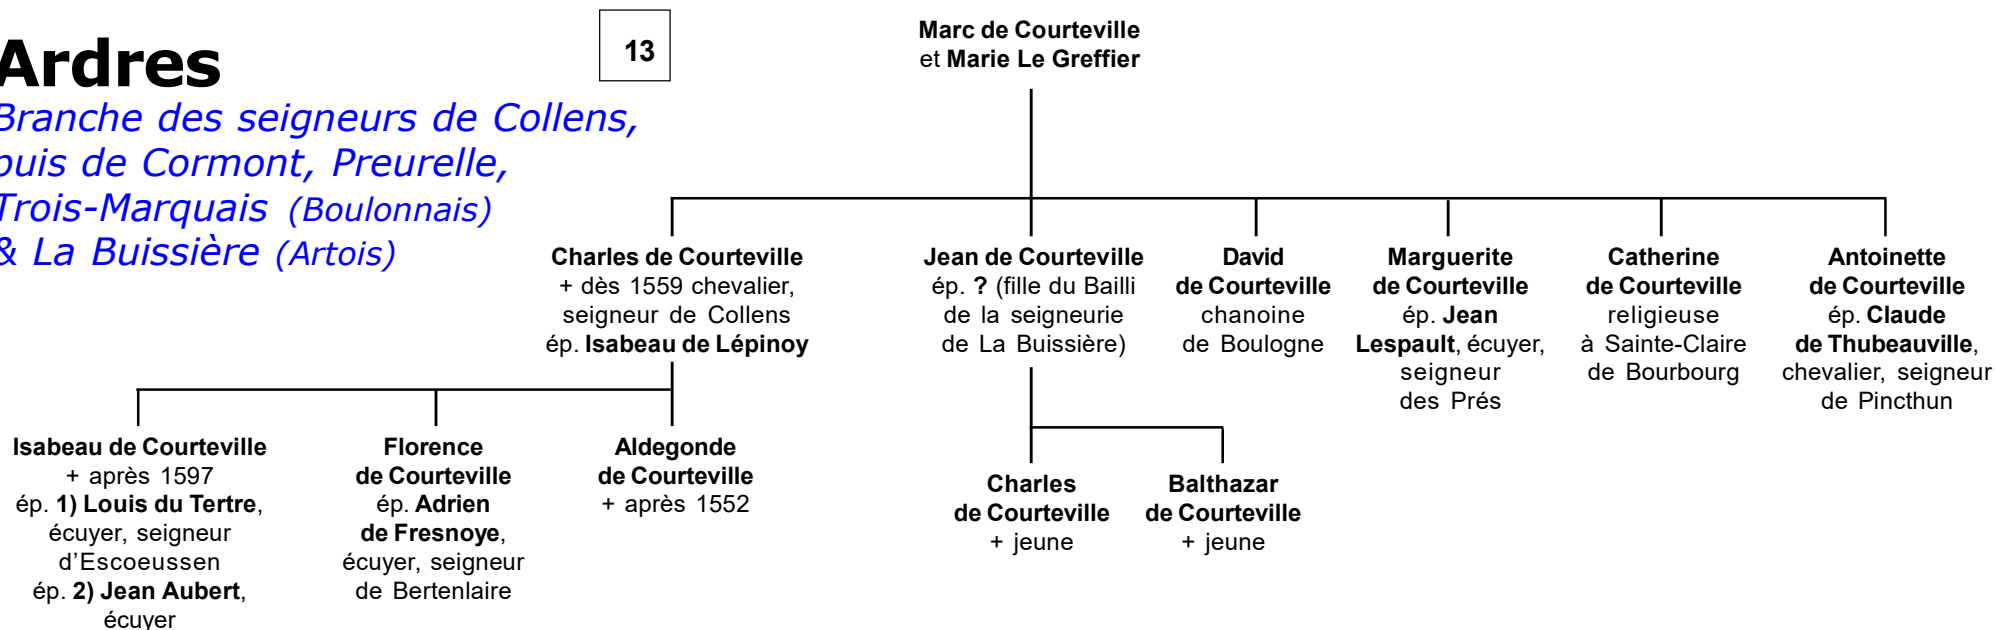 Ardres
Branche des seigneurs de Collens,
puis de Cormont, Preurelle,
Trois-Marquais (Boulonnais)
& La Buissière (Artois)
13
Marc de Courteville
et Marie Le Greffier
Charles de Courteville
+ dès 1559 chevalier,
seigneur de Collens
ép. Isabeau de Lépinoy
Jean de Courteville
ép. ? (fille du Bailli
de la seigneurie
de La Buissière)
David
de Courteville
chanoine
de Boulogne
Marguerite
de Courteville
ép. Jean
Lespault, écuyer,
seigneur
des Prés
Catherine
de Courteville
religieuse
à Sainte-Claire
de Bourbourg
Antoinette
de Courteville
ép. Claude
de Thubeauville,
chevalier, seigneur
de Pincthun
Isabeau de Courteville
+ après 1597
ép. 1) Louis du Tertre,
écuyer, seigneur
d'Escoeussen
ép. 2) Jean Aubert,
écuyer
Florence
de Courteville
ép. Adrien
de Fresnoye,
écuyer, seigneur
de Bertenlaire
Aldegonde
de Courteville
+ après 1552
Charles
de Courteville
+ jeune
Balthazar
de Courteville
+ jeune